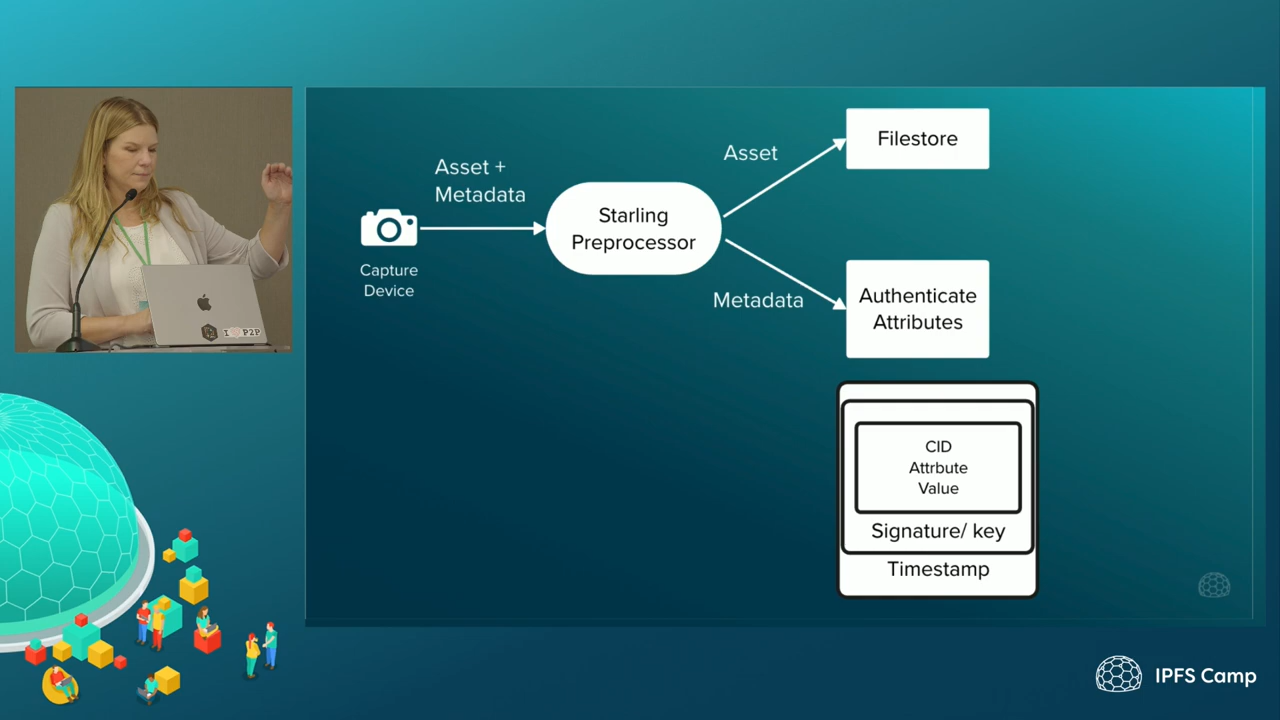 Asset +
Metadata
Capture
Device
Starling
Preprocessor
Asset
Metadata
Filestore
Authenticate
Attributes
CID
Attrbute
Value
Signature/ key
Timestamp
I P2P
IPFS Camp